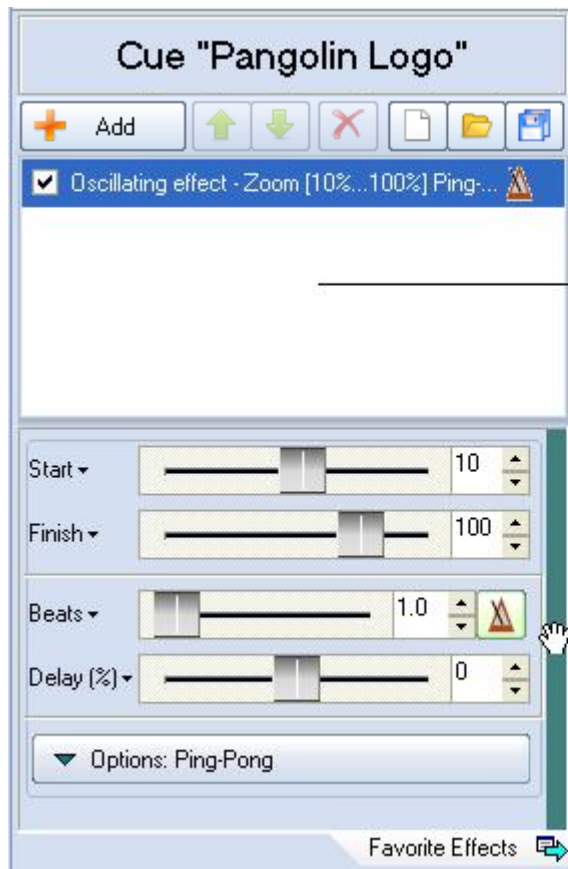 Cue "Pangolin Logo"
Add
Oscillating effect - Zoom [10%...100%] Ping-...
Start
10
Finish
100
Beats
1.0
Delay (%)
0
Options: Ping-Pong
Favorite Effects